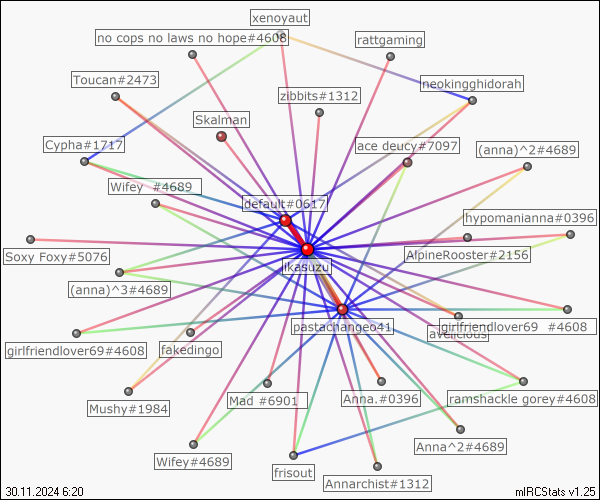 xenoyaut
no cops no laws no hope#4608
rattgaming
Toucan#2473
neokingghidorah
zibbits#1312
Skalman
Cypha#1717
ace deucy#7097
(anna)^2#4689
Wifey #4689
default#0617
hypomanianna#0396
Soxy Foxy#5076
AlpineRooster#2156
jkasuzu
(anna)^3#4689
pastachangeo41
girlfriendlover69 #4608
avelicious
girlfriendlover69#4608
fakedingo
Mushy#1984
Mad #6901
Anna.#0396
ramshackle gorey#4608
Anna^2#4689
Wifey#4689
frisout
Annarchist#1312
30.11.2024 6:20
mIRCStats v1.25